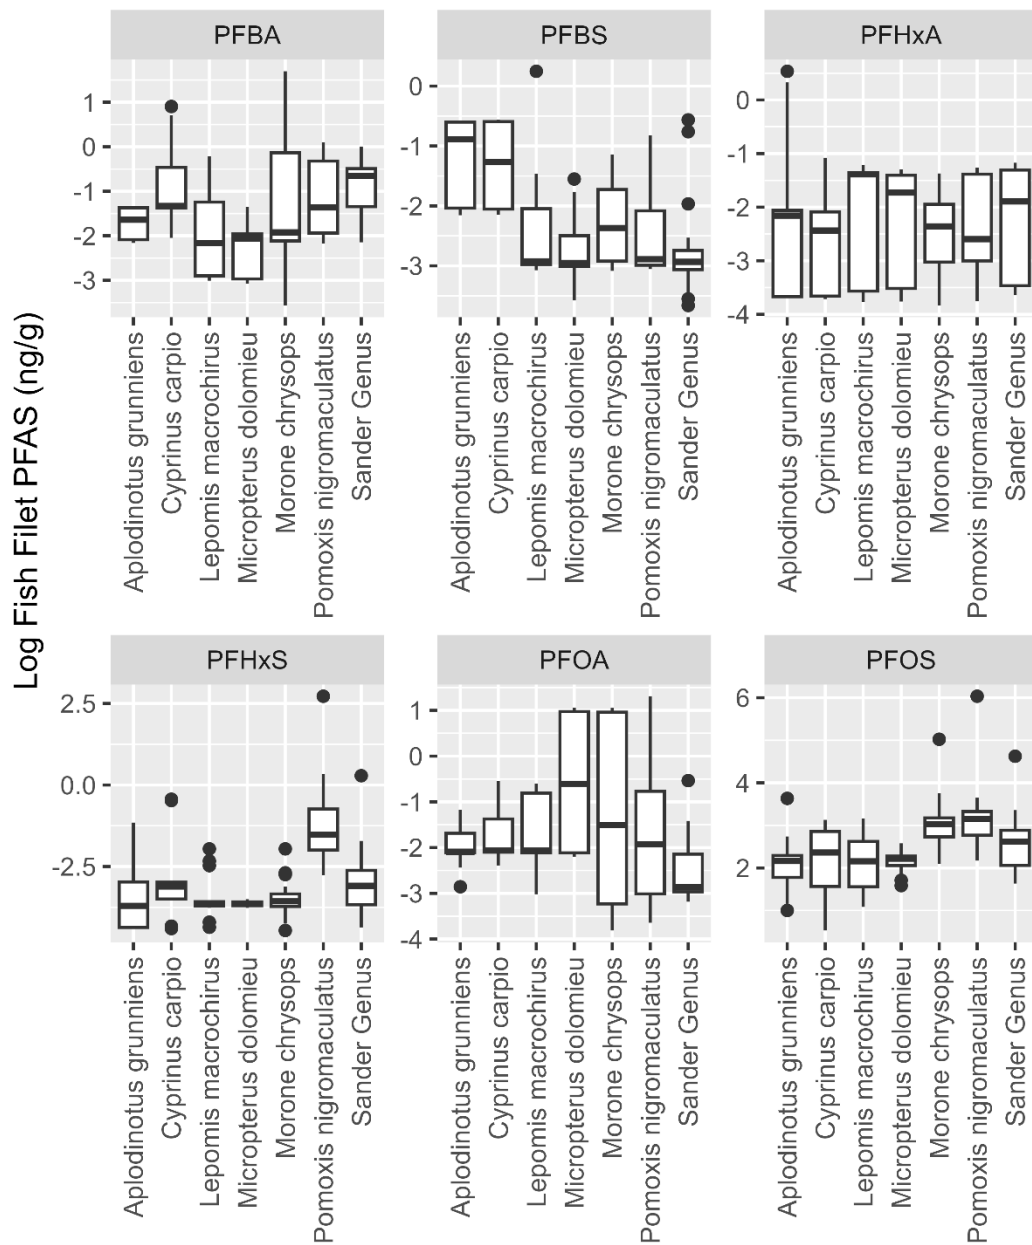 Log Fish Filet PFAS (ng/g)
PFBA
1
0
-1
-2
-3
Aplodinotus grunniens
Cyprinus carpio
Lepomis macrochirus
Micropterus dolomieu
Morone chrysops
Pomoxis nigromaculatus
Sander Genus
PFBS
0
-1
-2
-3
Aplodinotus grunniens
Cyprinus carpio
Lepomis macrochirus
Micropterus dolomieu
Morone chrysops
Pomoxis nigromaculatus
Sander Genus
PFHxA
0
-1
-2
-3
-4
Aplodinotus grunniens
Cyprinus carpio
Lepomis macrochirus
Micropterus dolomieu
Morone chrysops
Pomoxis nigromaculatus
Sander Genus
PFHxS
2.5
0.0
-2.5
Aplodinotus grunniens
Cyprinus carpio
Lepomis macrochirus
Micropterus dolomieu
Morone chrysops
Pomoxis nigromaculatus
Sander Genus
PFOA
1
0
-1
-2
-3
-4
Aplodinotus grunniens
Cyprinus carpio
Lepomis macrochirus
Micropterus dolomieu
Morone chrysops
Pomoxis nigromaculatus
Sander Genus
PFOS
6
4
2
Aplodinotus grunniens
Cyprinus carpio
Lepomis macrochirus
Micropterus dolomieu
Morone chrysops
Pomoxis nigromaculatus
Sander Genus